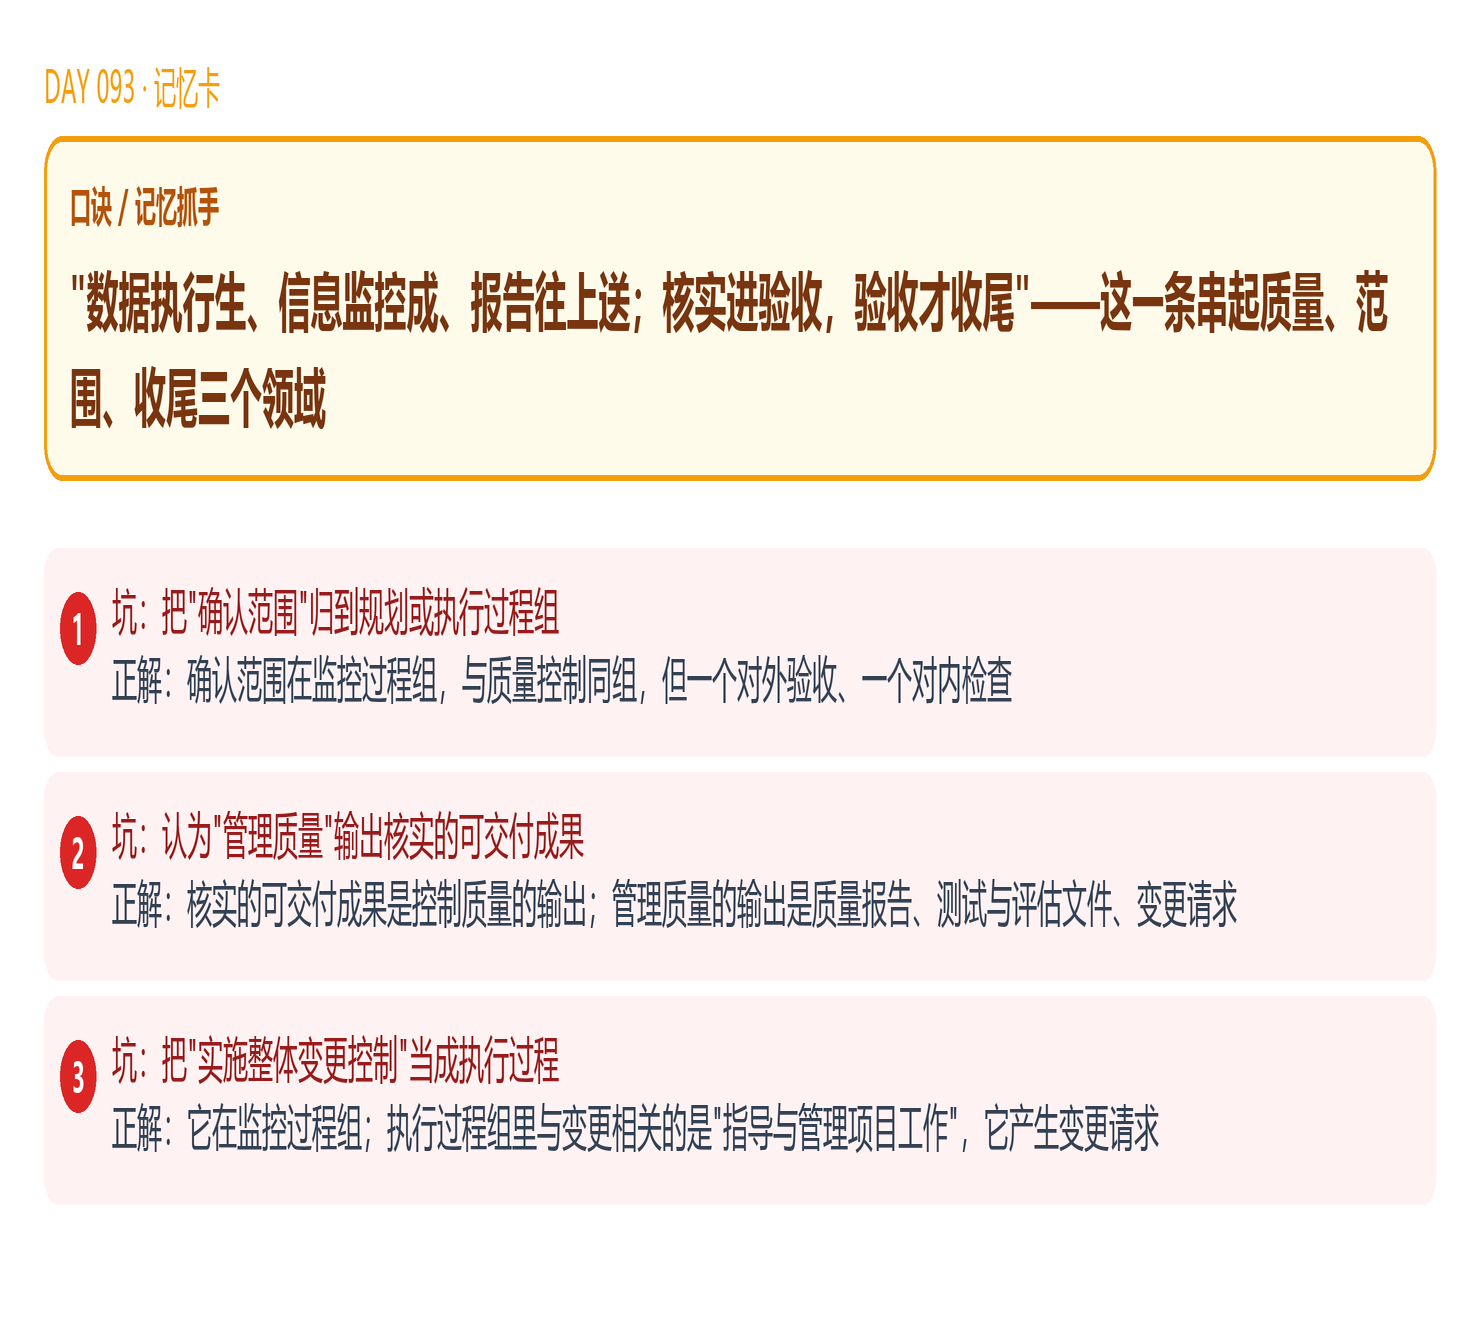 DAY 093 · 记忆卡
口诀 / 记忆抓手
"数据执行生、信息监控成、报告往上送；核实进验收，验收才收尾"——这一条串起质量、范
围、收尾三个领域
1
坑：把"确认范围"归到规划或执行过程组
正解：确认范围在监控过程组，与质量控制同组，但一个对外验收、一个对内检查
2
坑：认为"管理质量"输出核实的可交付成果
正解：核实的可交付成果是控制质量的输出；管理质量的输出是质量报告、测试与评估文件、变更请求
3
坑：把"实施整体变更控制"当成执行过程
正解：它在监控过程组；执行过程组里与变更相关的是"指导与管理项目工作"，它产生变更请求